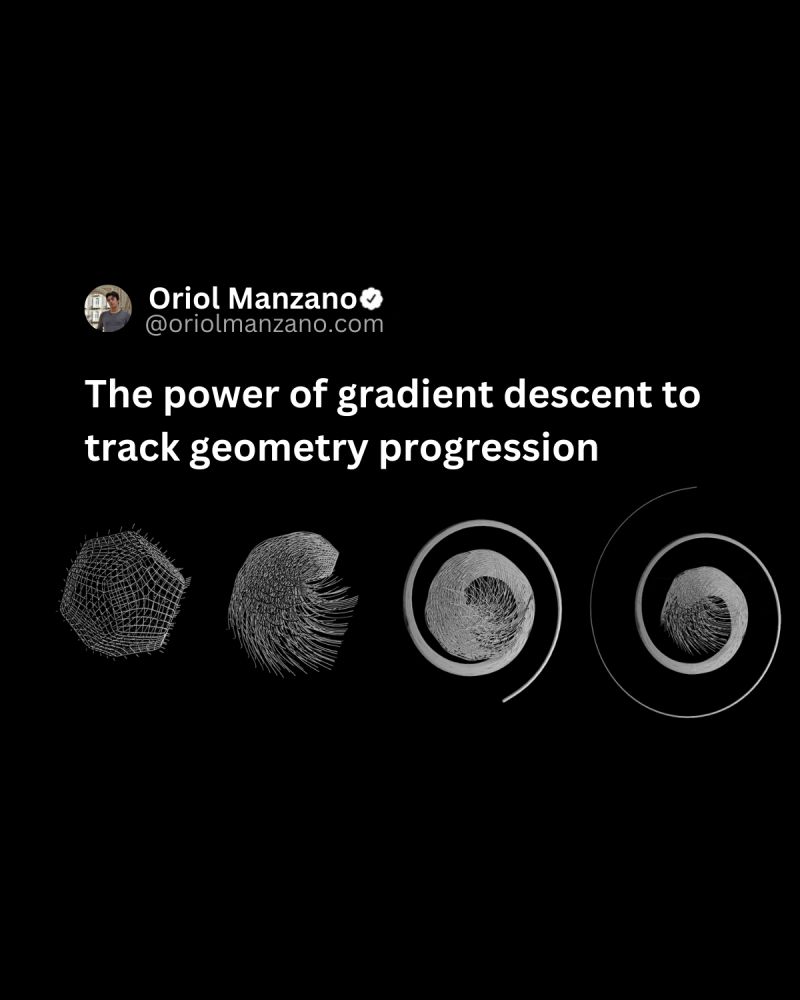 Oriol Manzano
@oriolmanzano.com
The power of gradient descent to
track geometry progression